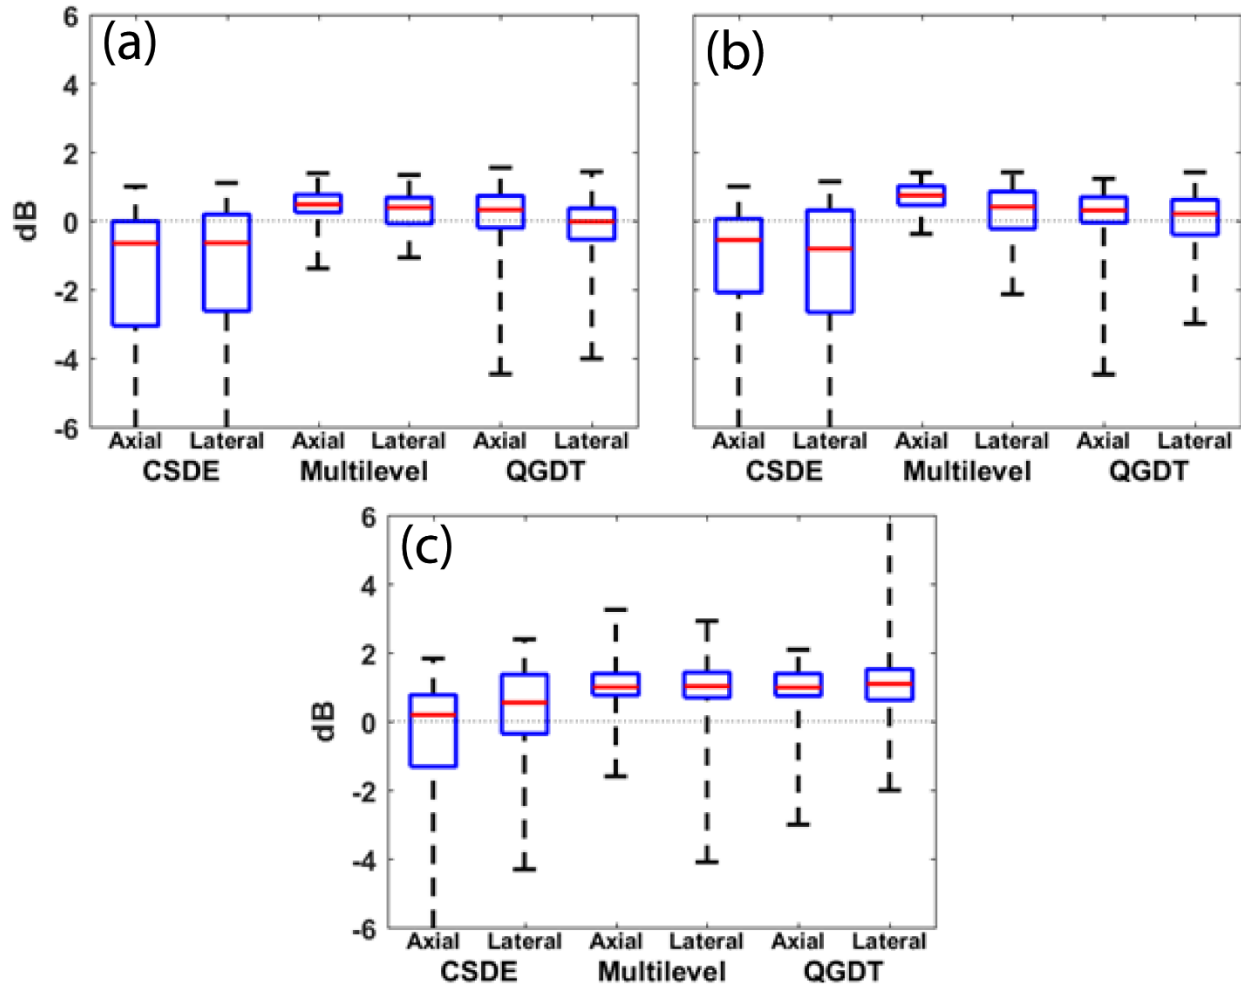 (a)
6
4
2
0
-2
-4
-6
dB
Axial Lateral Axial Lateral Axial Lateral
CSDE Multilevel QGDT
(b)
Axial Lateral Axial Lateral Axial Lateral
CSDE Multilevel QGDT
(c)
6
4
2
0
-2
-4
-6
dB
Axial Lateral Axial Lateral Axial Lateral
CSDE Multilevel QGDT